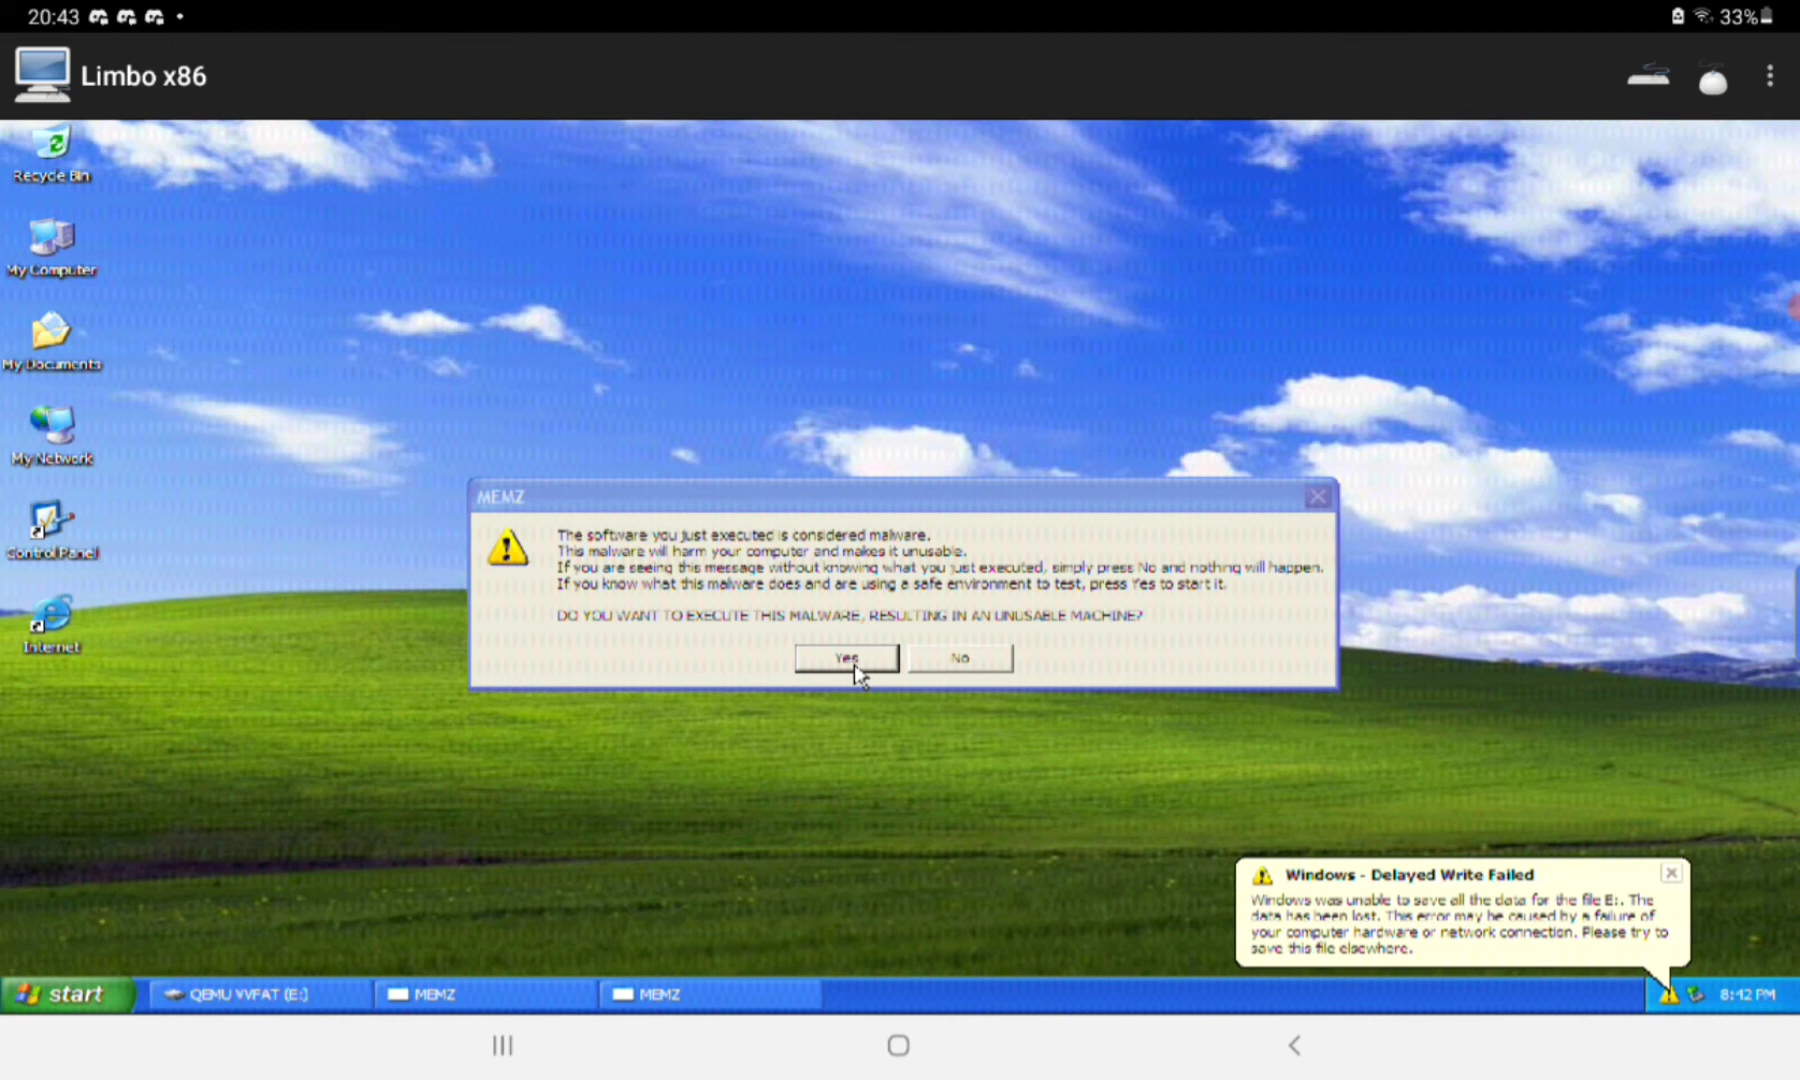 20:43
33%
Limbo x86
Recycle Bin
My Computer
My Documents
My Network
Control Panel
Internet
MEMZ
The software you just executed is considered malware.
This malware will harm your computer and makes it unusable.
If you are seeing this message without knowing what you just executed, simply press No and nothing will happen.
If you know what this malware does and are using a safe environment to test, press Yes to start it.
DO YOU WANT TO EXECUTE THIS MALWARE, RESULTING IN AN UNUSABLE MACHINE?
Yes
No
Windows - Delayed Write Failed
Windows was unable to save all the data for the file E:. The
data has been lost. This error may be caused by a failure of
your computer hardware or network connection. Please try to
save this file elsewhere.
start
QEMU VVFAT (E:)
MEMZ
MEMZ
8:42 PM